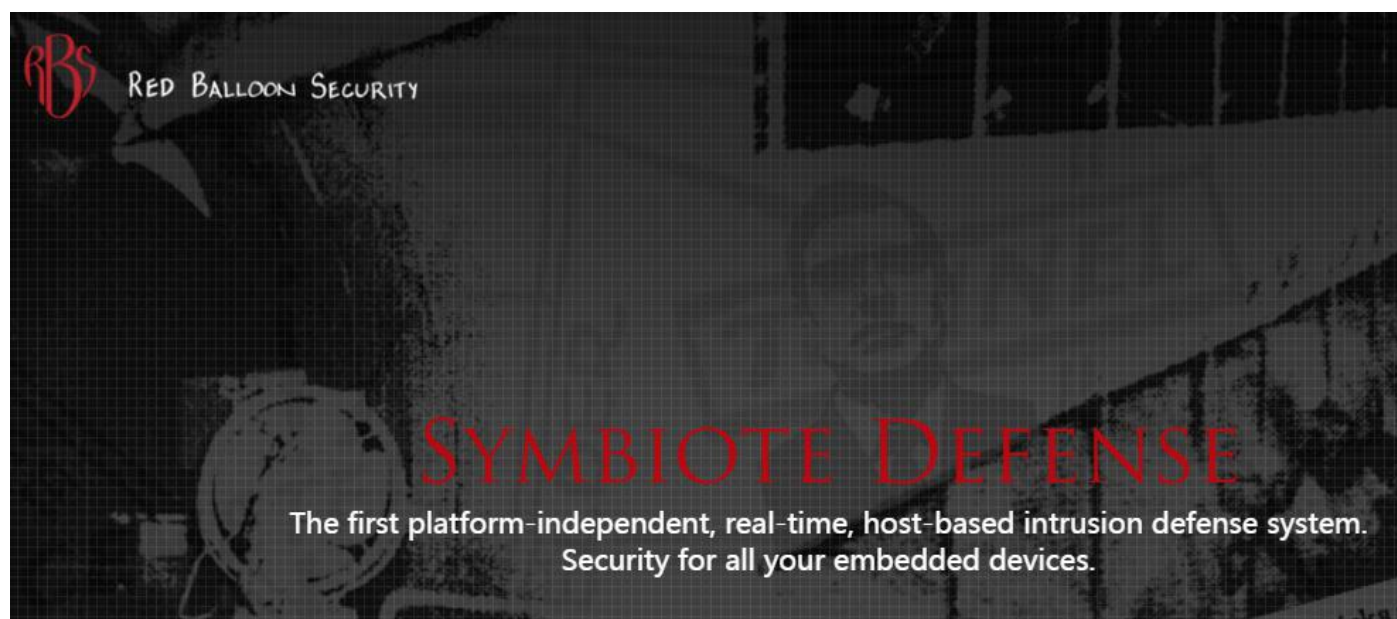 RBS
RED BALLOON SECURITY
SYMBIOTE DEFENSE
The first platform-independent, real-time, host-based intrusion defense system.
Security for all your embedded devices.